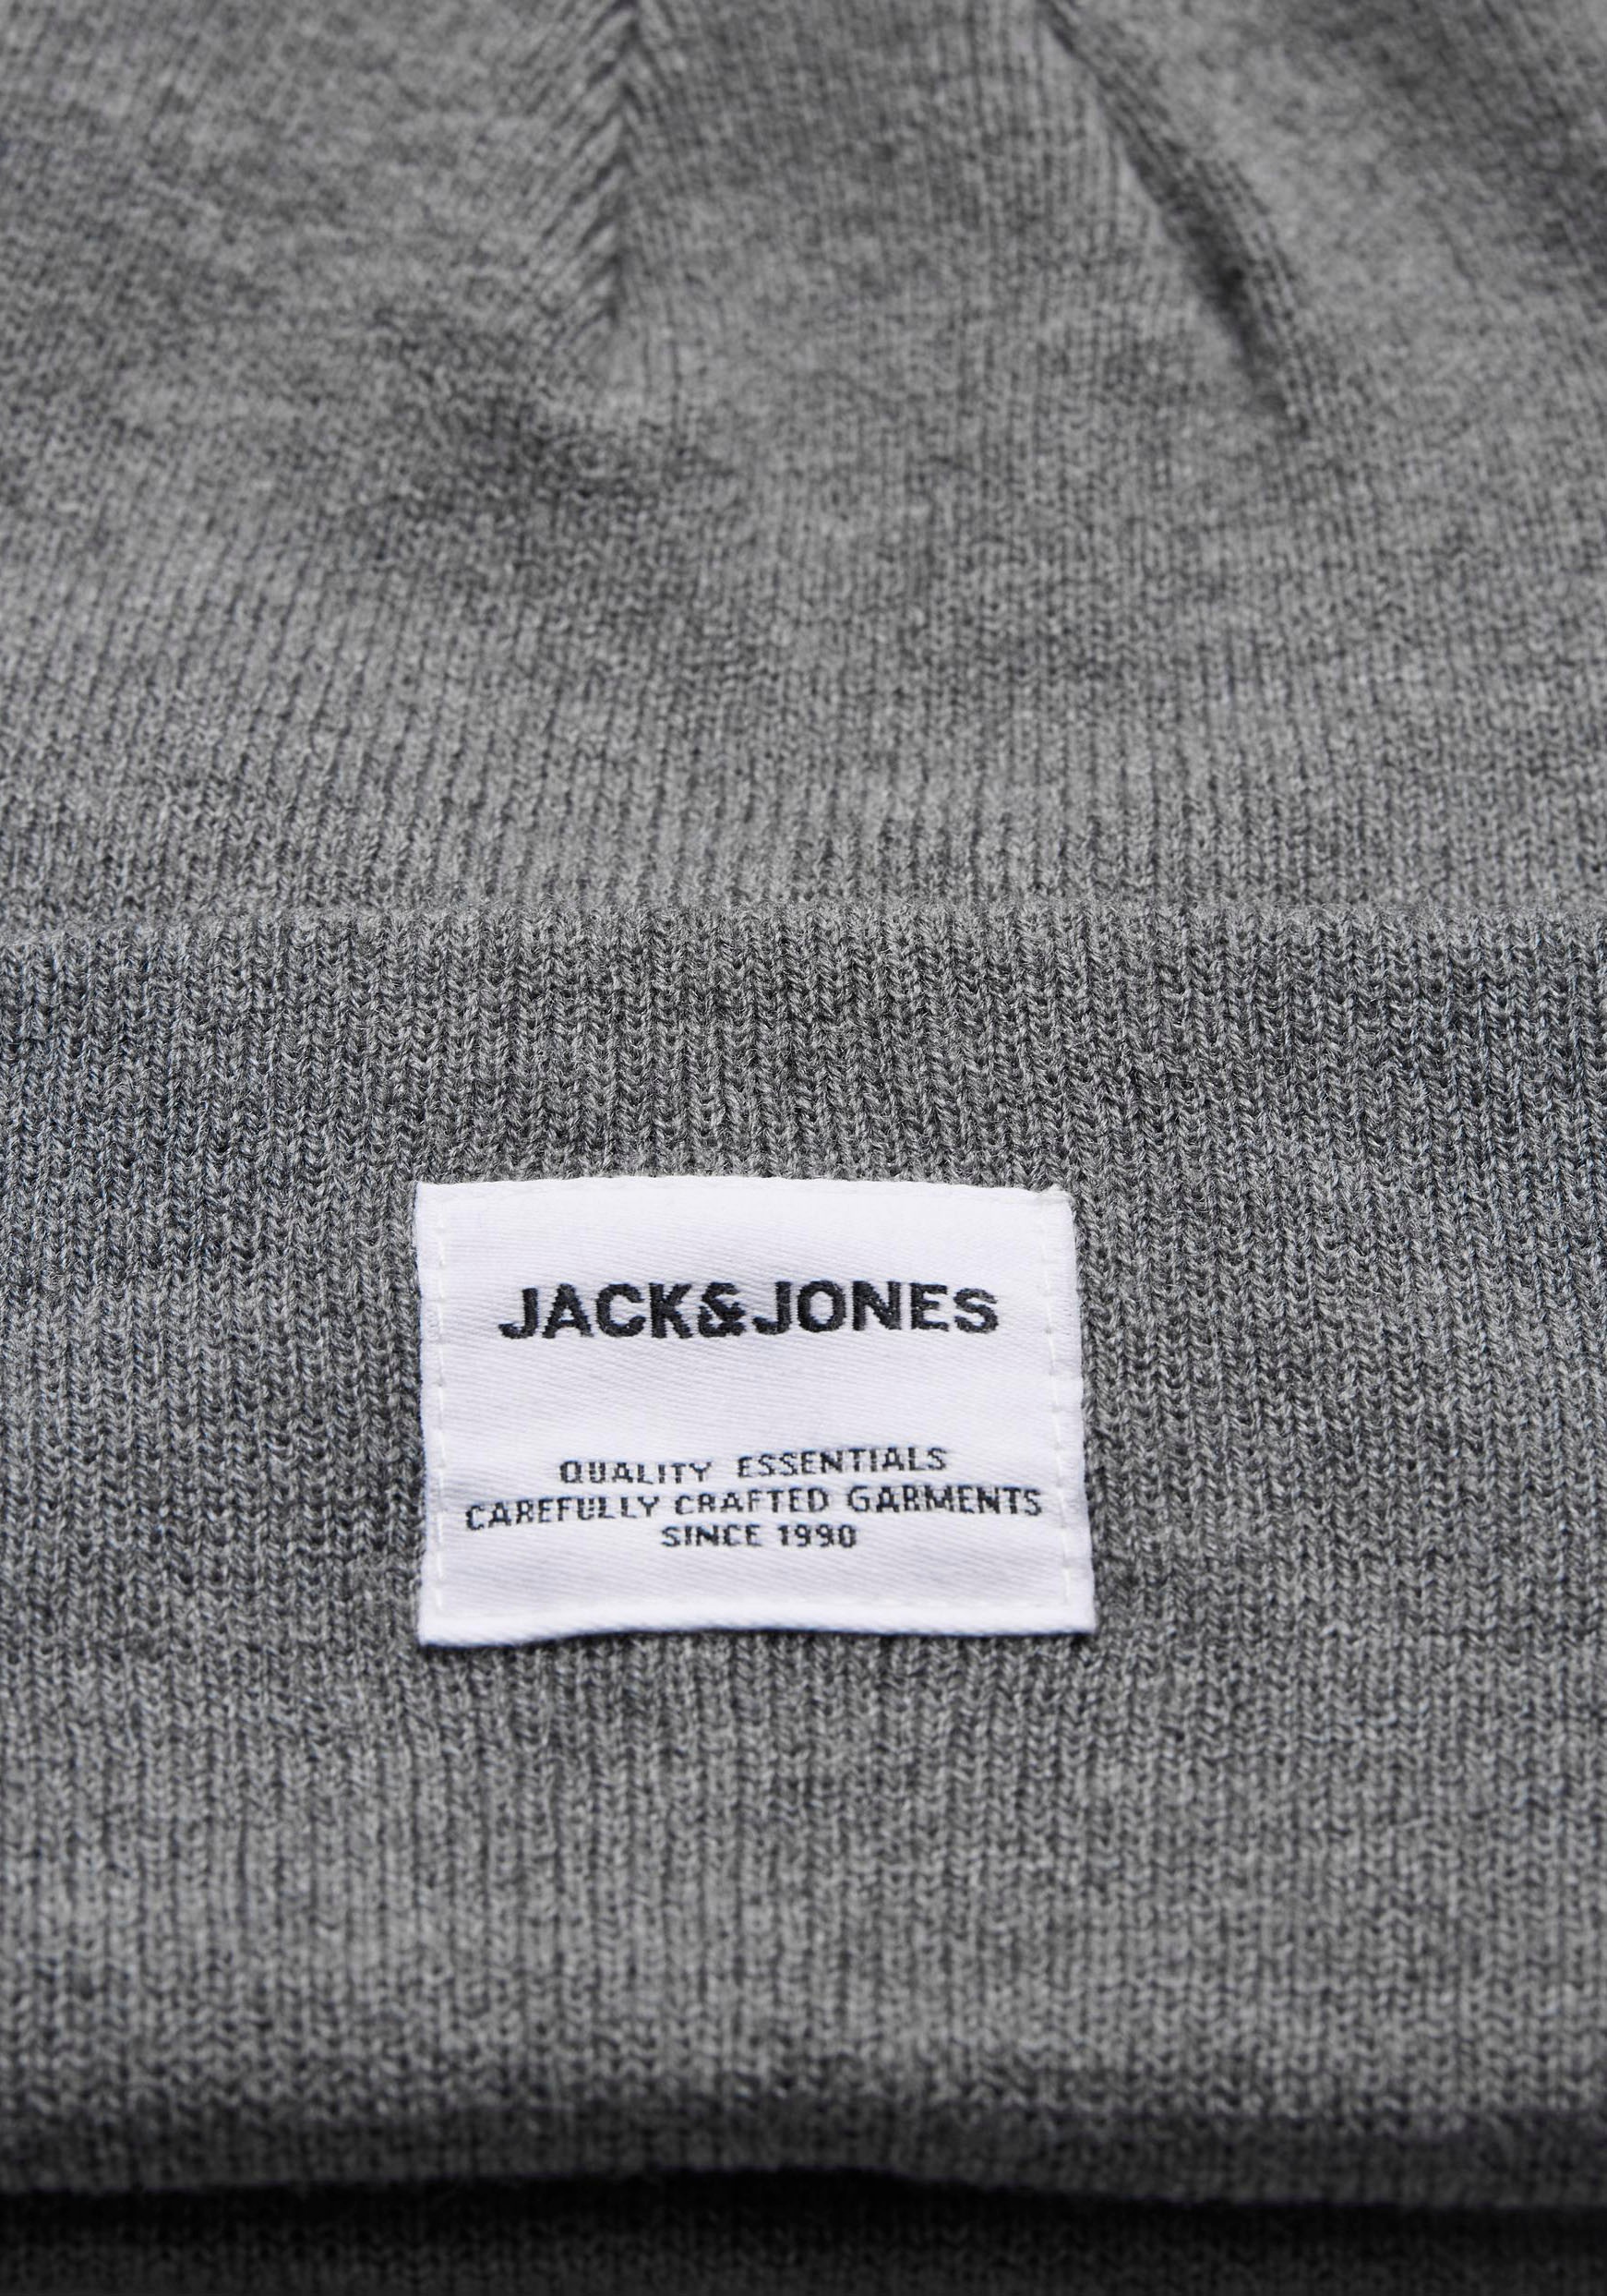 JACK&JONES
QUALITY ESSENTIALS
CAREFULLY CRAFTED GARMENTS
SINCE 1990